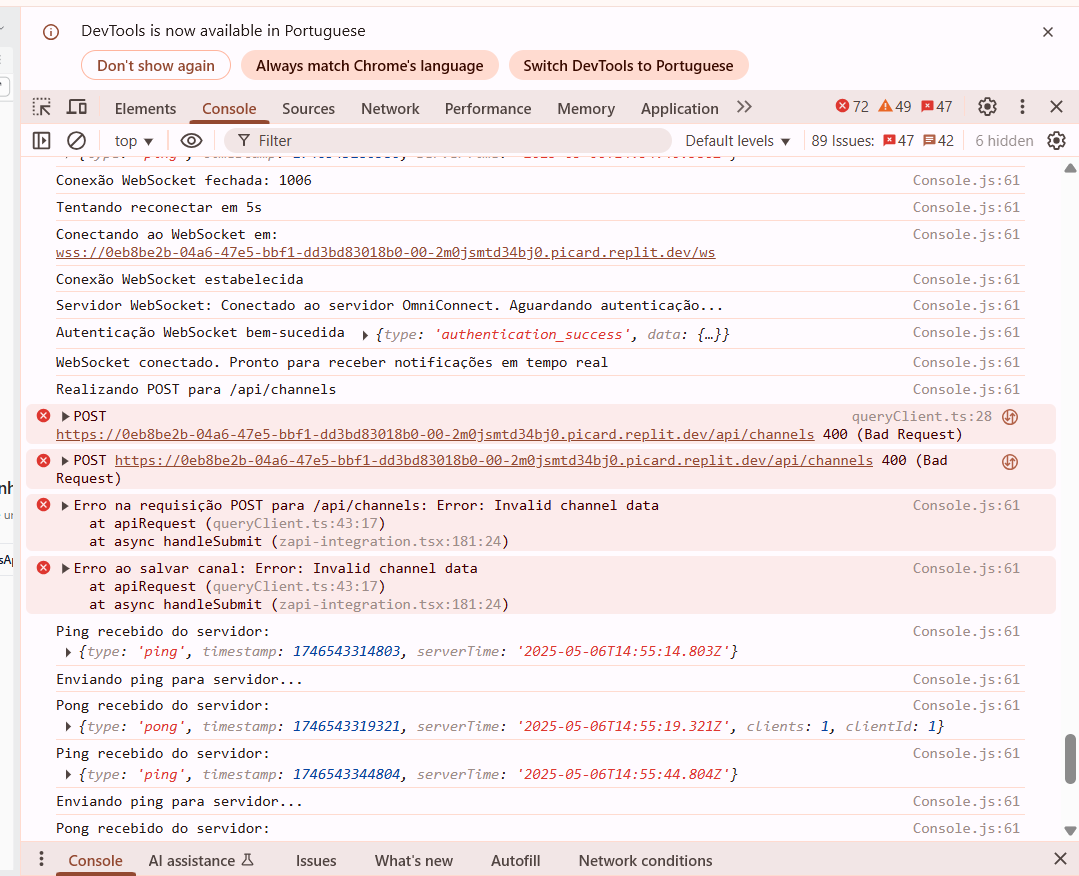 DevTools is now available in Portuguese
Don't show again
Always match Chrome's language
Switch DevTools to Portuguese
Elements
Console
Sources
Network
Performance
Memory
Application
72
49
47
top
Filter
Default levels
89 Issues:
47
42
6 hidden
Conexão WebSocket fechada: 1006
Console.js:61
Tentando reconectar em 5s
Console.js:61
Conectando ao WebSocket em:
Console.js:61
wss://0eb8be2b-04a6-47e5-bbf1-dd3bd83018b0-00-2m0jsmtd34bj0.picard.replit.dev/ws
Conexão WebSocket estabelecida
Console.js:61
Servidor WebSocket: Conectado ao servidor OmniConnect. Aguardando autenticação...
Console.js:61
Autenticação WebSocket bem-sucedida {type: 'authentication_success', data: {…}}
Console.js:61
WebSocket conectado. Pronto para receber notificações em tempo real
Console.js:61
Realizando POST para /api/channels
Console.js:61
POST
queryClient.ts:28
https://0eb8be2b-04a6-47e5-bbf1-dd3bd83018b0-00-2m0jsmtd34bj0.picard.replit.dev/api/channels 400 (Bad Request)
POST https://0eb8be2b-04a6-47e5-bbf1-dd3bd83018b0-00-2m0jsmtd34bj0.picard.replit.dev/api/channels 400 (Bad
Request)
Erro na requisição POST para /api/channels: Error: Invalid channel data
Console.js:61
at apiRequest (queryClient.ts:43:17)
at async handleSubmit (zapi-integration.tsx:181:24)
Erro ao salvar canal: Error: Invalid channel data
Console.js:61
at apiRequest (queryClient.ts:43:17)
at async handleSubmit (zapi-integration.tsx:181:24)
Ping recebido do servidor:
Console.js:61
{type: 'ping', timestamp: 1746543314803, serverTime: '2025-05-06T14:55:14.803Z'}
Enviando ping para servidor...
Console.js:61
Pong recebido do servidor:
Console.js:61
{type: 'pong', timestamp: 1746543319321, serverTime: '2025-05-06T14:55:19.321Z', clients: 1, clientId: 1}
Ping recebido do servidor:
Console.js:61
{type: 'ping', timestamp: 1746543344804, serverTime: '2025-05-06T14:55:44.804Z'}
Enviando ping para servidor...
Console.js:61
Pong recebido do servidor:
Console.js:61
Console
AI assistance
Issues
What's new
Autofill
Network conditions